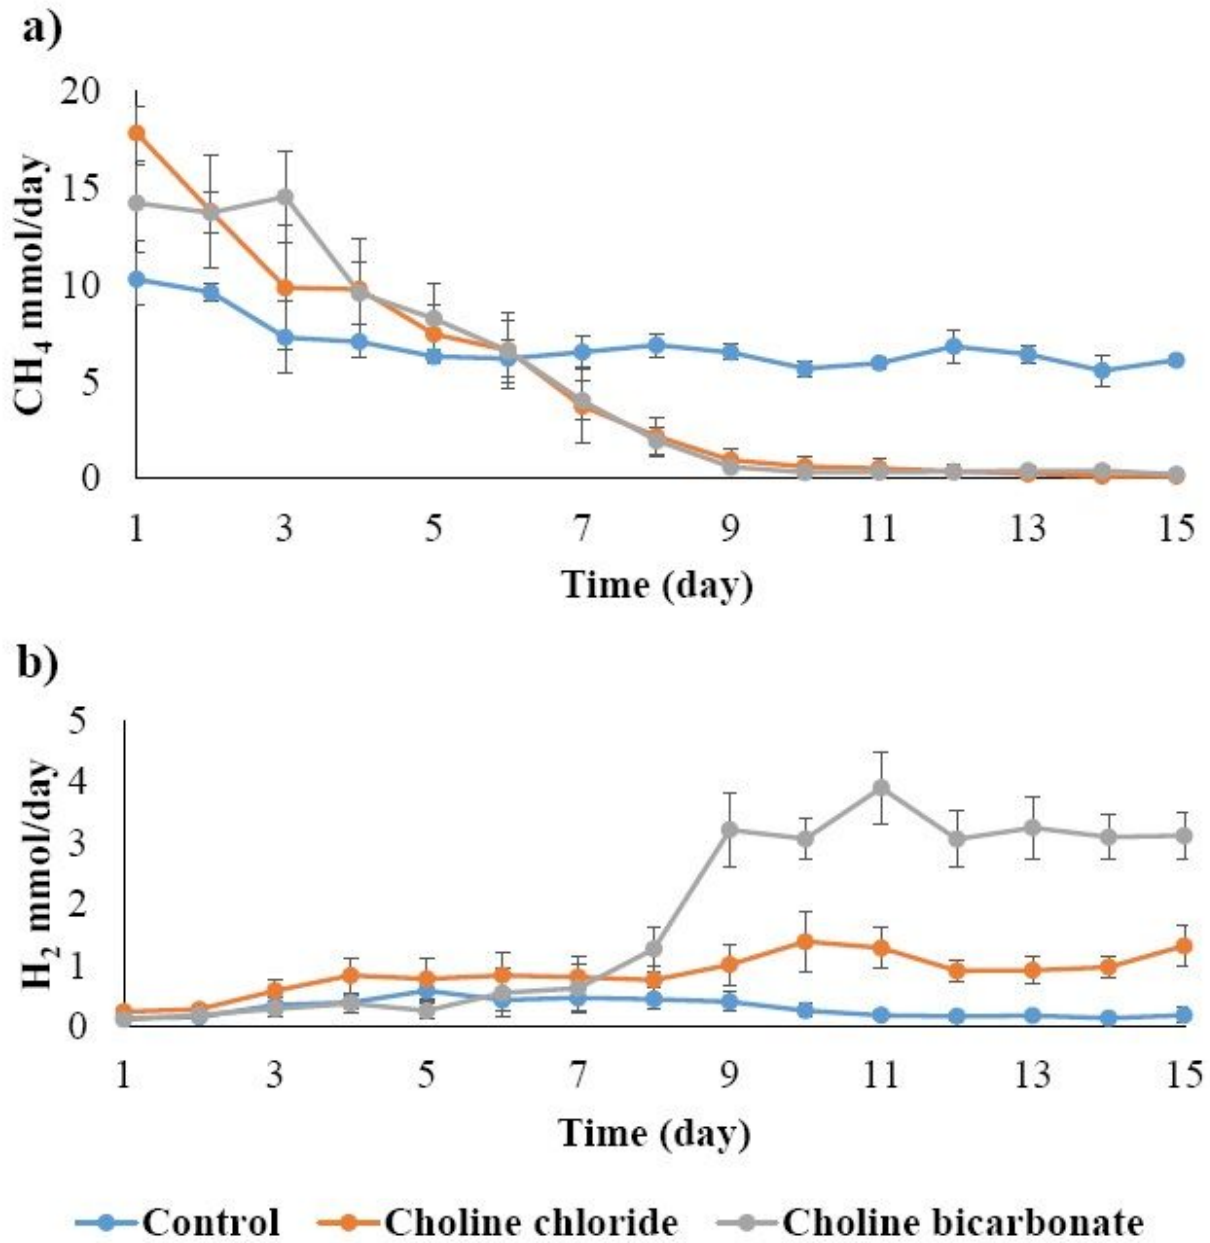 a)
20
15
10
5
0
CH₄ mmol/day
1 3 5 7 9 11 13 15
Time (day)
b)
5
4
3
2
1
0
H₂ mmol/day
1 3 5 7 9 11 13 15
Time (day)
Control Choline chloride Choline bicarbonate